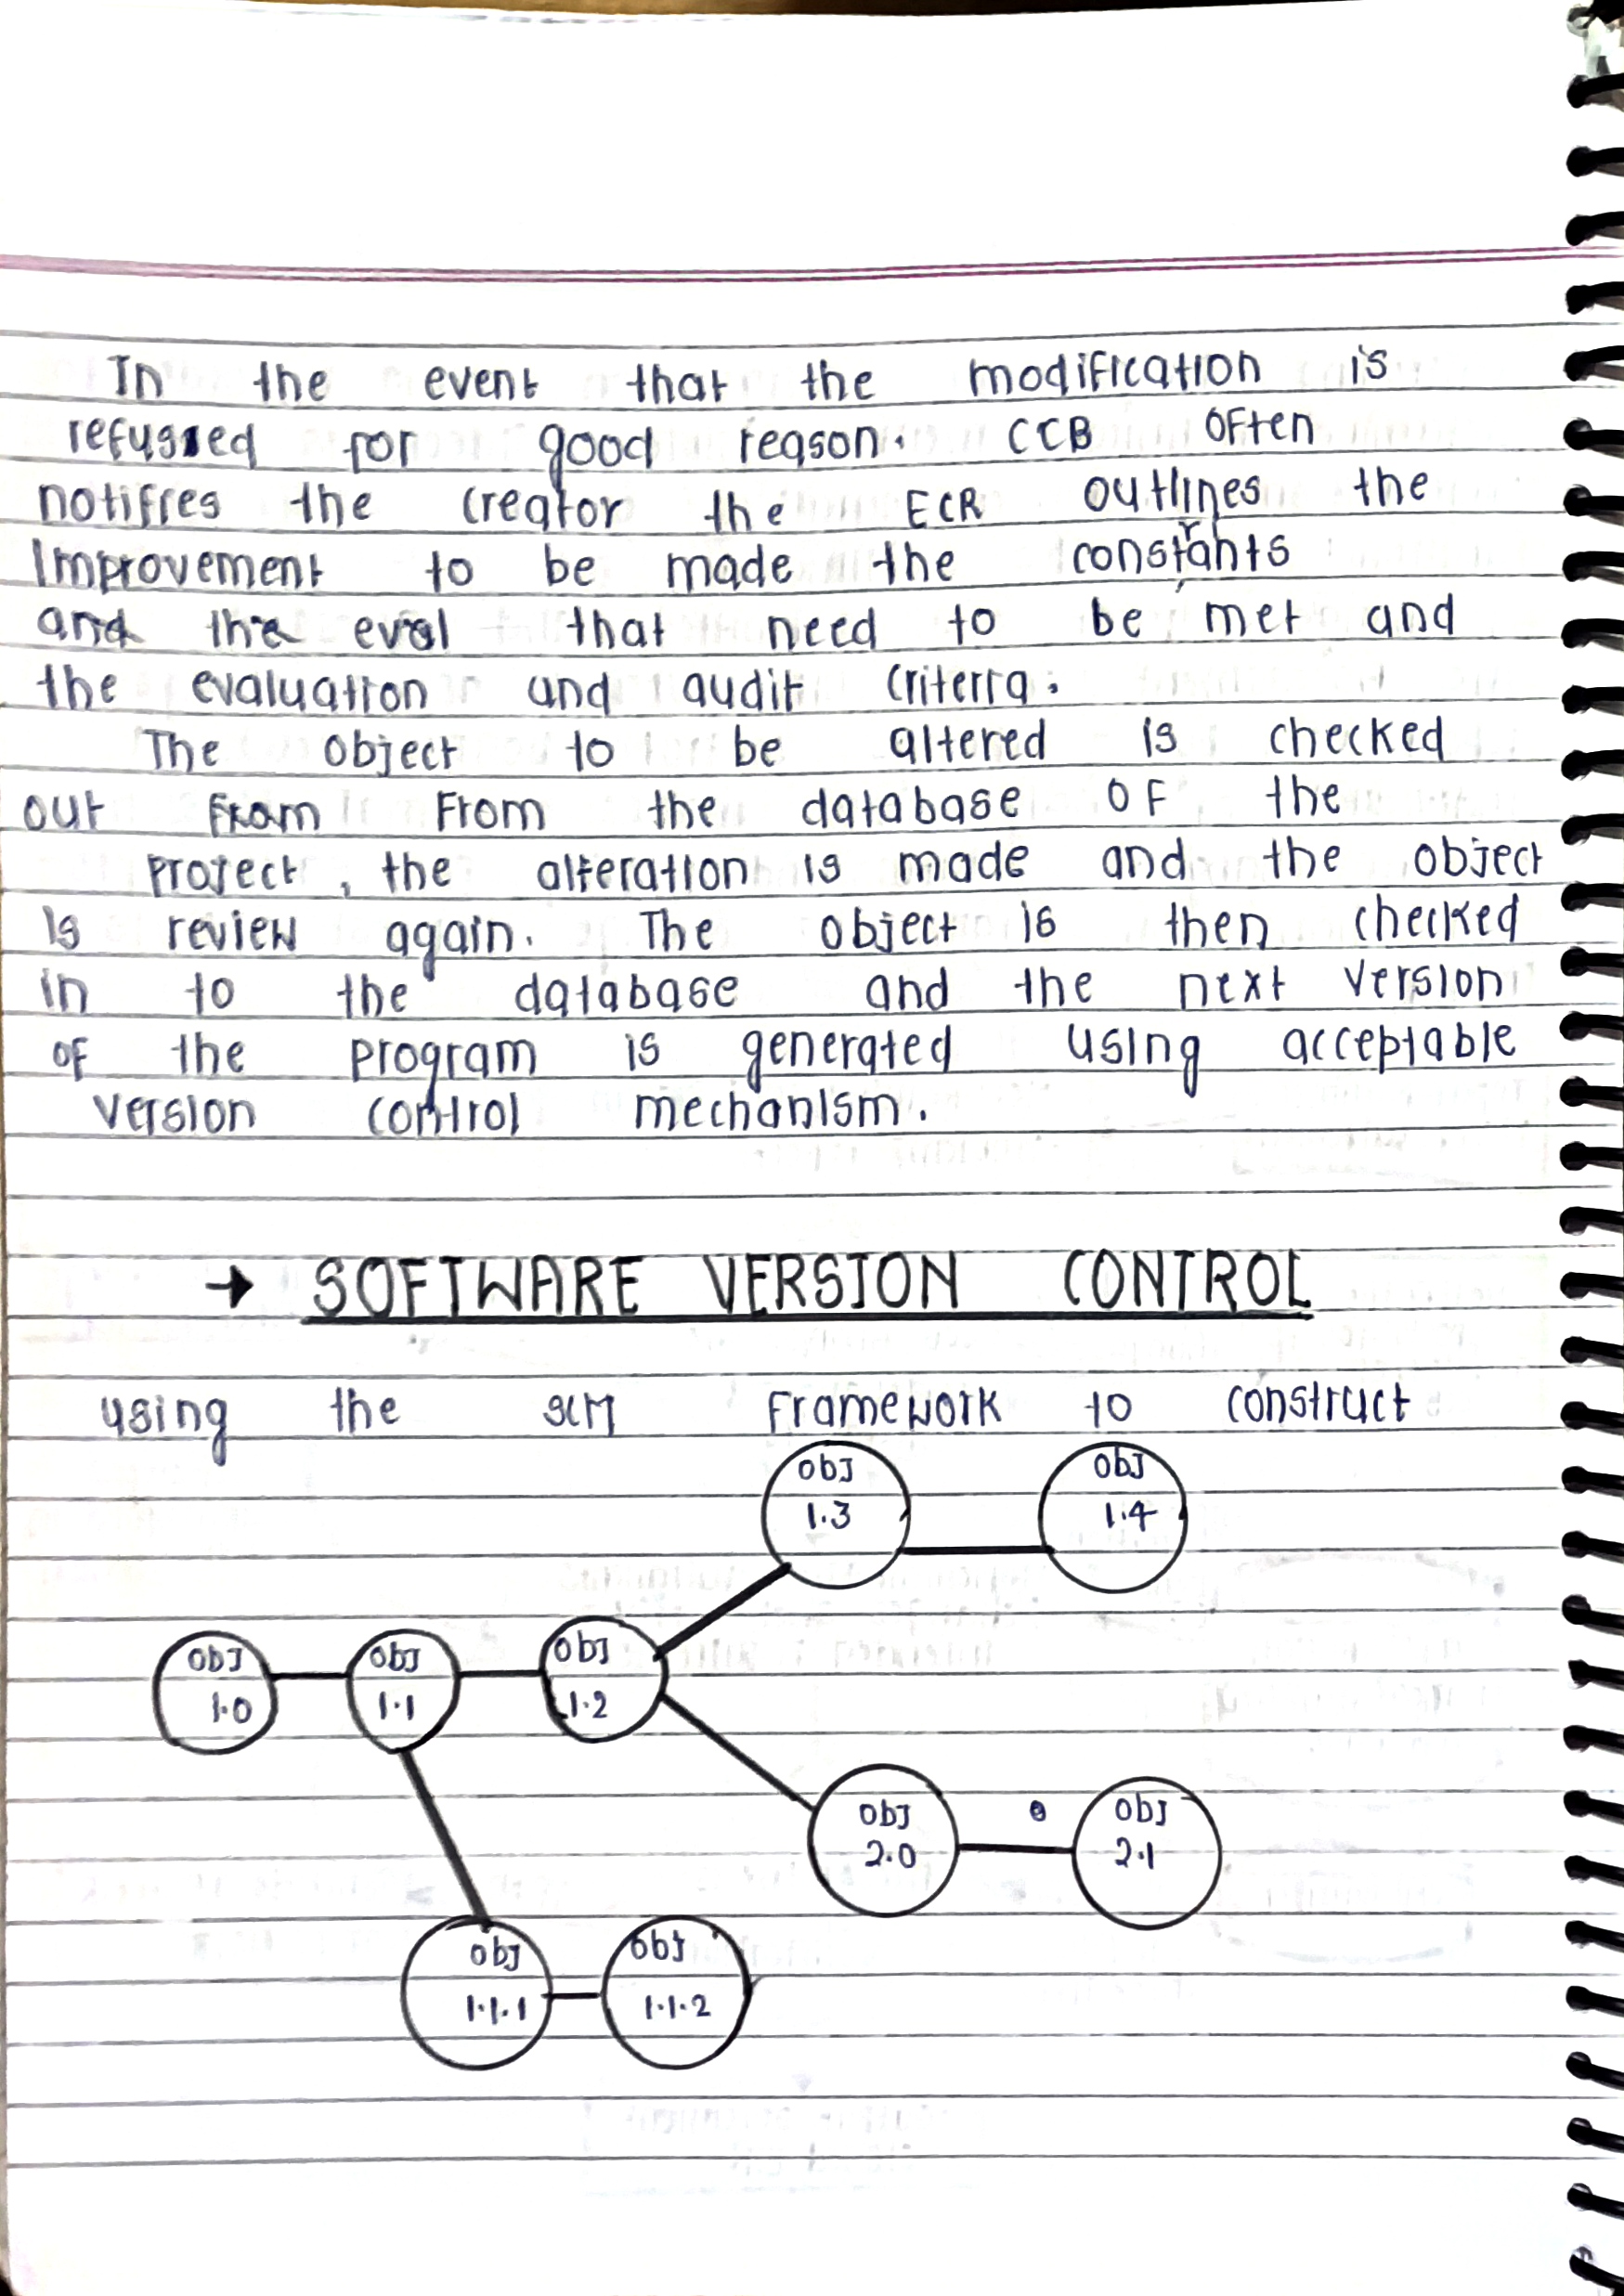 In the event that the modification is
refussed for good reason. CCB often
notifies the creator the ECR outlines the
Improvement to be made the constrahts
and the eval that need to be met and
the evaluation and audit criteria.
The object to be altered is checked
out from From the database of the
project, the alteration is made and the object
is review again. The object is then checked
in to the database and the next version
of the program is generated using acceptable
version control mechanism.
→ SOFTWARE VERSION CONTROL
using the SCM Framework to construct
obj
1.3
obj
1.4
obj
1.0
obj
1.1
obj
1.2
obj
2.0
obj
2.1
obj
1.1.1
obj
1.1.2